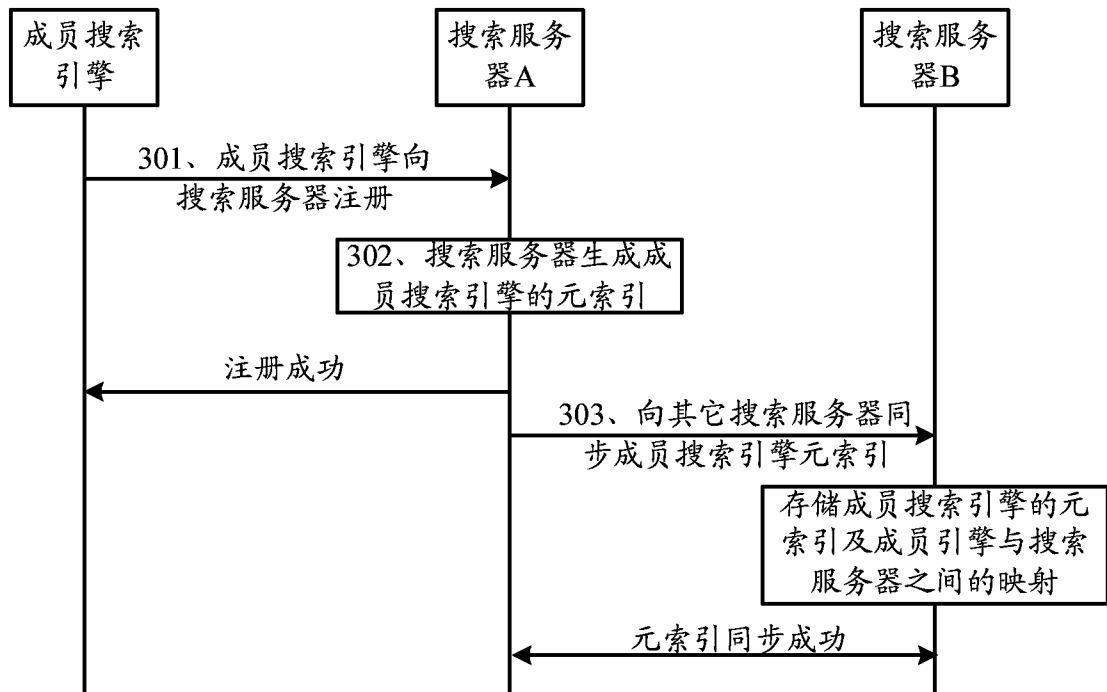 成员搜索
引擎
搜索服务
器A
搜索服务
器B
301、成员搜索引擎向
搜索服务器注册
302、搜索服务器生成成
员搜索引擎的元索引
注册成功
303、向其它搜索服务器同
步成员搜索引擎元索引
存储成员搜索引擎的元
索引及成员引擎与搜索
服务器之间的映射
元索引同步成功